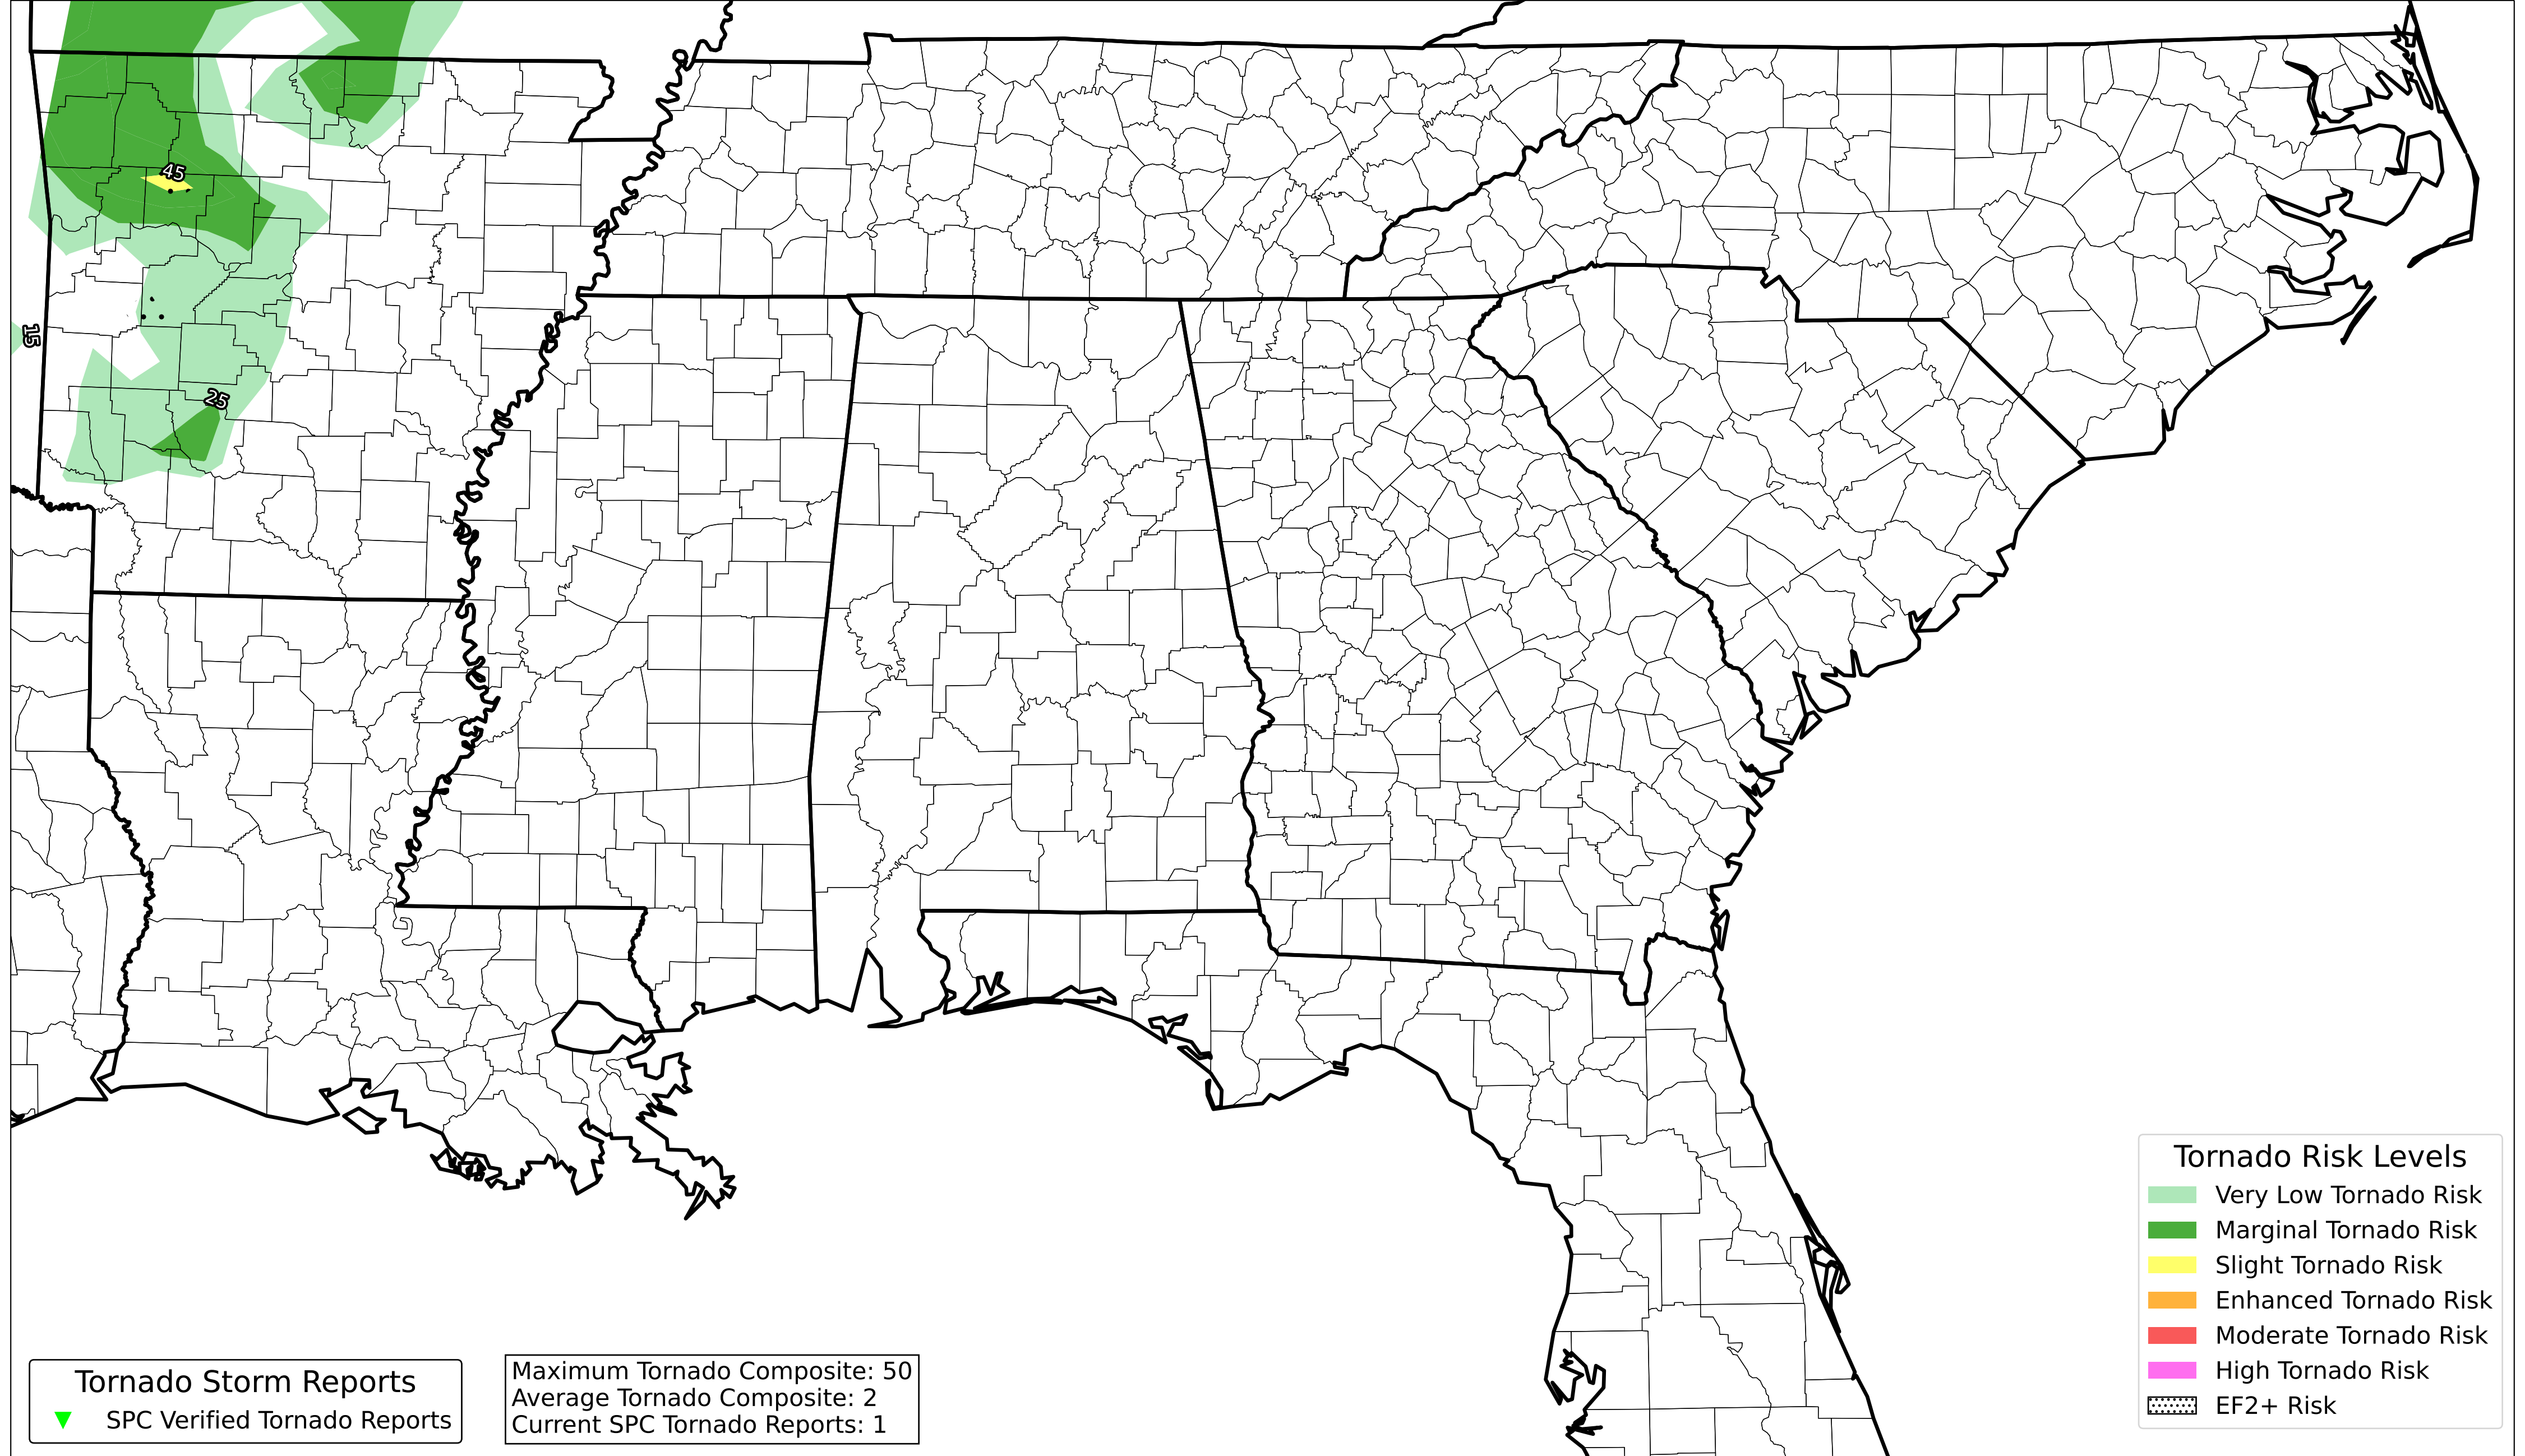 45
15
25
Tornado Risk Levels
Very Low Tornado Risk
Marginal Tornado Risk
Slight Tornado Risk
Enhanced Tornado Risk
Moderate Tornado Risk
High Tornado Risk
EF2+ Risk
Tornado Storm Reports
SPC Verified Tornado Reports
Maximum Tornado Composite: 50
Average Tornado Composite: 2
Current SPC Tornado Reports: 1